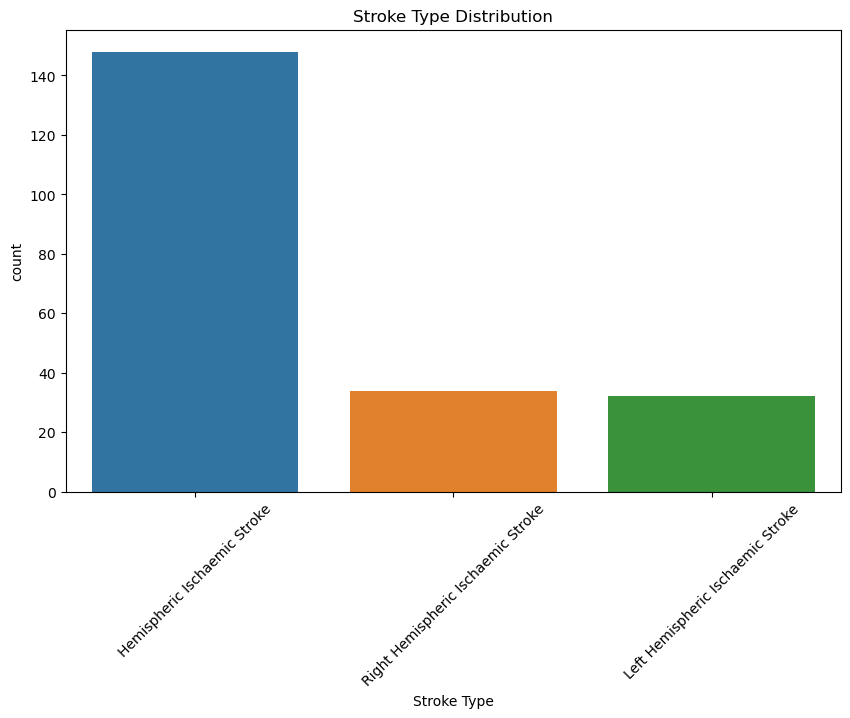 Stroke Type Distribution
140
120
100
80
60
40
20
0
count
Hemispheric Ischaemic Stroke
Right Hemispheric Ischaemic Stroke
Left Hemispheric Ischaemic Stroke
Stroke Type